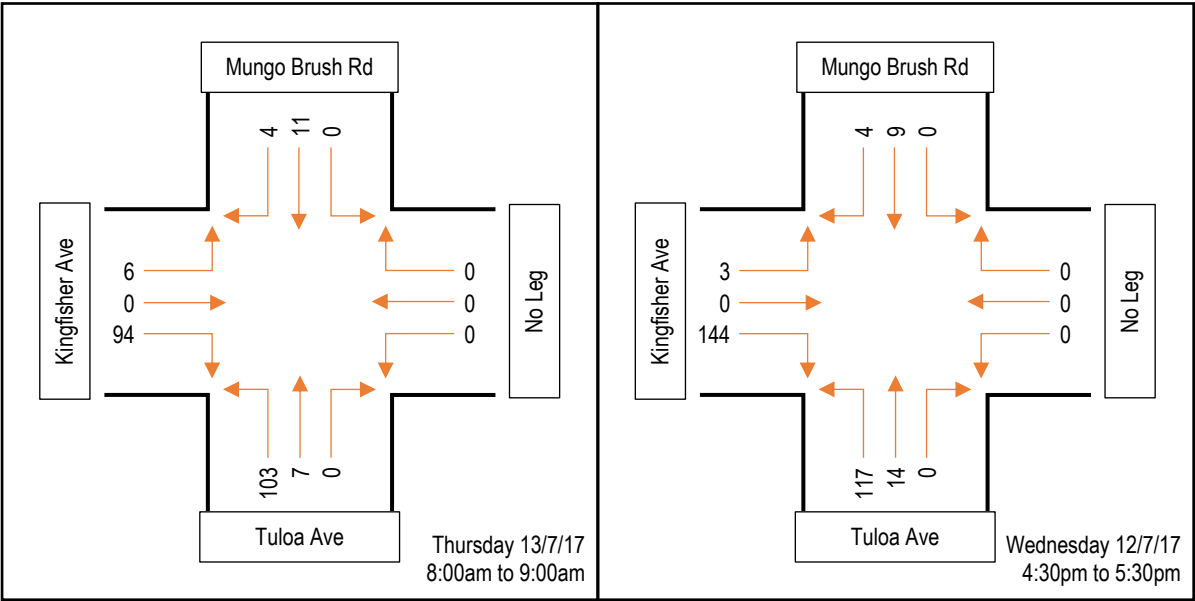 Mungo Brush Rd
4 11 0
Kingfisher Ave
6
0
94
0
0
0
No Leg
103 7 0
Tuloa Ave
Thursday 13/7/17
8:00am to 9:00am
Mungo Brush Rd
4 9 0
Kingfisher Ave
3
0
144
0
0
0
No Leg
117 14 0
Tuloa Ave
Wednesday 12/7/17
4:30pm to 5:30pm